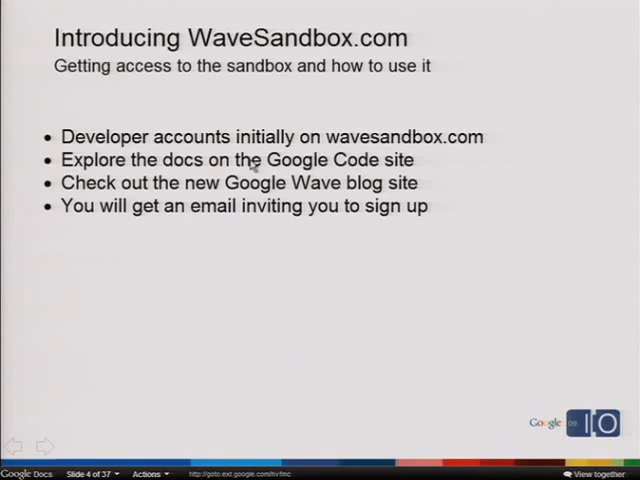 Introducing WaveSandbox.com
Getting access to the sandbox and how to use it
• Developer accounts initially on wavesandbox.com
• Explore the docs on the Google Code site
• Check out the new Google Wave blog site
• You will get an email inviting you to sign up
Google 09 IO
Google Docs Slide 4 of 37 Actions View together